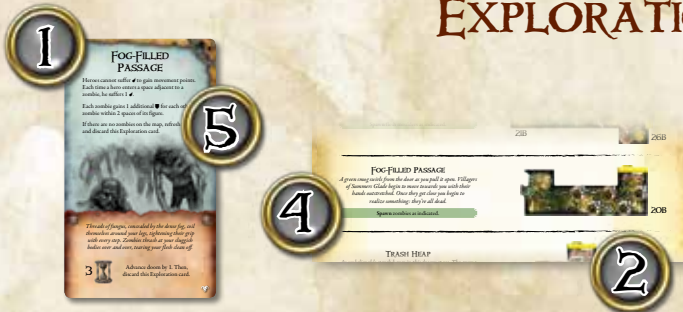 EXPLORATI
1
FOG-FILLED
PASSAGE
Heroes cannot suffer to gain movement points.
Each time a hero enters a space adjacent to a
zombie, he suffers 1
Each zombie gains 1 additional for each
zombie within 2 spaces of its figure.
If there are no zombies on the map, refresh
and discard this Exploration card.
5
Threads of fungus, concealed by the dense fog, coil
themselves around your legs, tightening their grip
with every step. Zombies thrash at your sluggish
bodies over and over, tearing your flesh clean off.
3
Advance doom by 1. Then,
discard this Exploration card.
21B
26B
FOG-FILLED PASSAGE
A green smog swirls from the door as you pull it open. Villagers
of Summers Glade begin to move towards you with their
hands outstretched. Once they get close you begin to
realize something: they're all dead.
Spawn zombies as indicated.
20B
4
TRASH HEAP
2